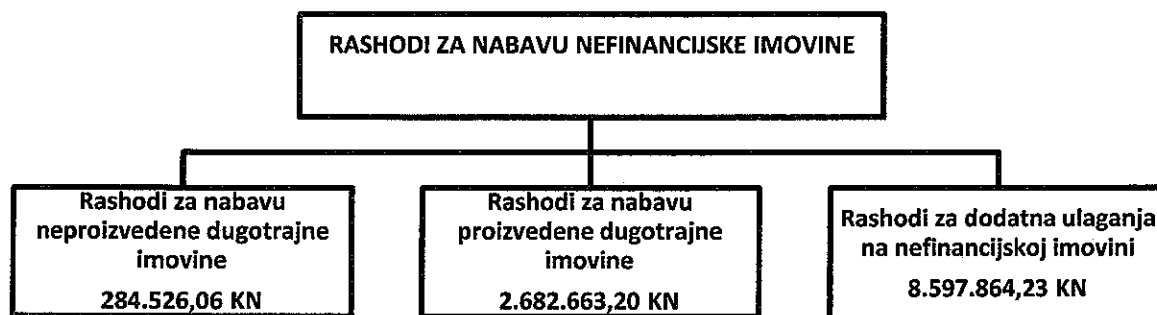 RASHODI ZA NABAVU NEFINANCIJSKE IMOVINE
Rashodi za nabavu
neproizvedene dugotrajne
imovine
284.526,06 KN
Rashodi za nabavu
proizvedene dugotrajne
imovine
2.682.663,20 KN
Rashodi za dodatna ulaganja
na nefinancijskoj imovini
8.597.864,23 KN